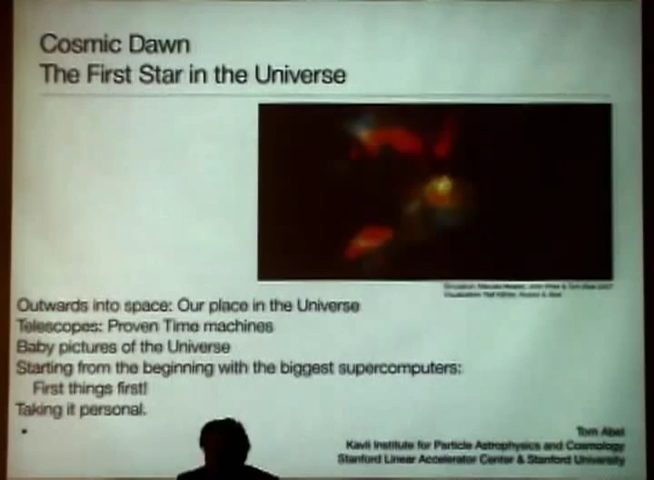 Cosmic Dawn
The First Star in the Universe
Outwards into space: Our place in the Universe
Telescopes: Proven Time machines
Baby pictures of the Universe
Starting from the beginning with the biggest supercomputers:
First things first!
Taking it personal.
Tom Abel
Kavli Institute for Particle Astrophysics and Cosmology
Stanford Linear Accelerator Center & Stanford University